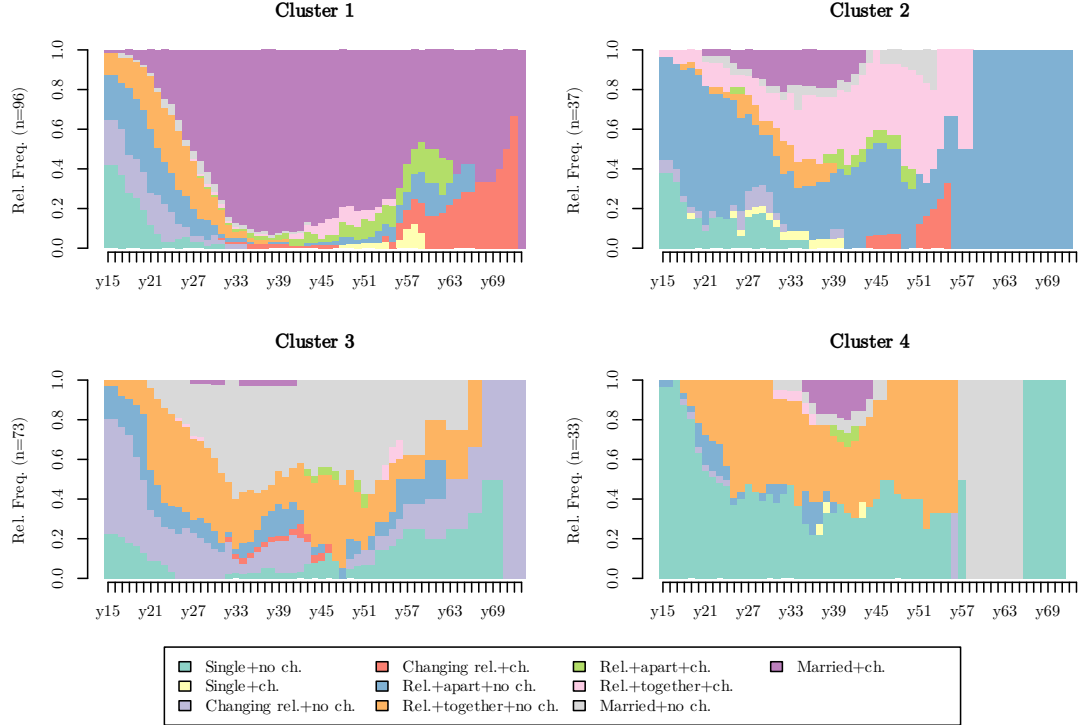 Cluster 1
Cluster 2
Rel. Freq. (n=96)
1.0
0.8
0.6
0.4
0.2
0.0
y15 y21 y27 y33 y39 y45 y51 y57 y63 y69
Rel. Freq. (n=37)
1.0
0.8
0.6
0.4
0.2
0.0
y15 y21 y27 y33 y39 y45 y51 y57 y63 y69
Cluster 3
Cluster 4
Rel. Freq. (n=73)
1.0
0.8
0.6
0.4
0.2
0.0
y15 y21 y27 y33 y39 y45 y51 y57 y63 y69
Rel. Freq. (n=33)
1.0
0.8
0.6
0.4
0.2
0.0
y15 y21 y27 y33 y39 y45 y51 y57 y63 y69
Single+no ch.
Single+ch.
Changing rel.+no ch.
Changing rel.+ch.
Rel.+apart+no ch.
Rel.+together+no ch.
Rel.+apart+ch.
Rel.+together+ch.
Married+no ch.
Married+ch.